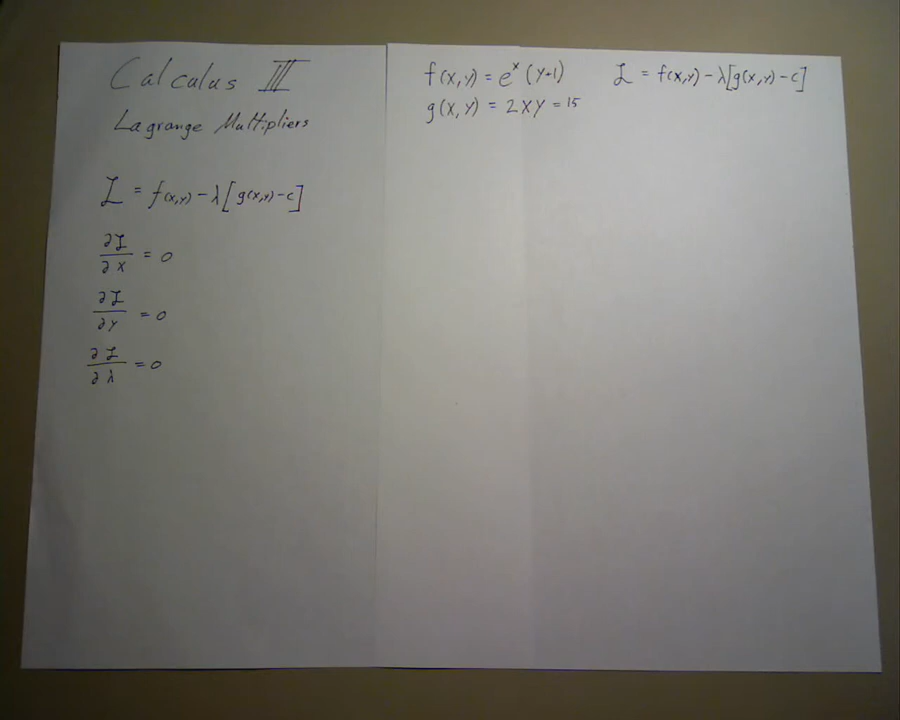 Calculus III
Lagrange Multipliers
ℒ = f(x,y) - λ[g(x,y) - c]
∂ℒ/∂x = 0
∂ℒ/∂y = 0
∂ℒ/∂λ = 0
f(x,y) = e^x (y+1)
g(x,y) = 2xy = 15
ℒ = f(x,y) - λ[g(x,y) - c]